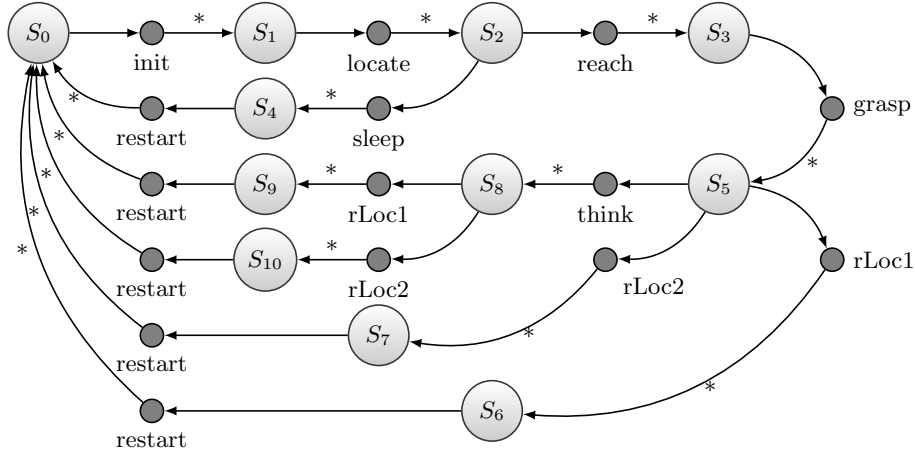 S0 * S1 * S2 * S3
init locate reach
* * grasp
restart S4 sleep
* * * *
S9 S8 S5
restart rLoc1 think
* *
S10 rLoc1
restart rLoc2 rLoc2
*
* S7 *
restart
*
S6
restart